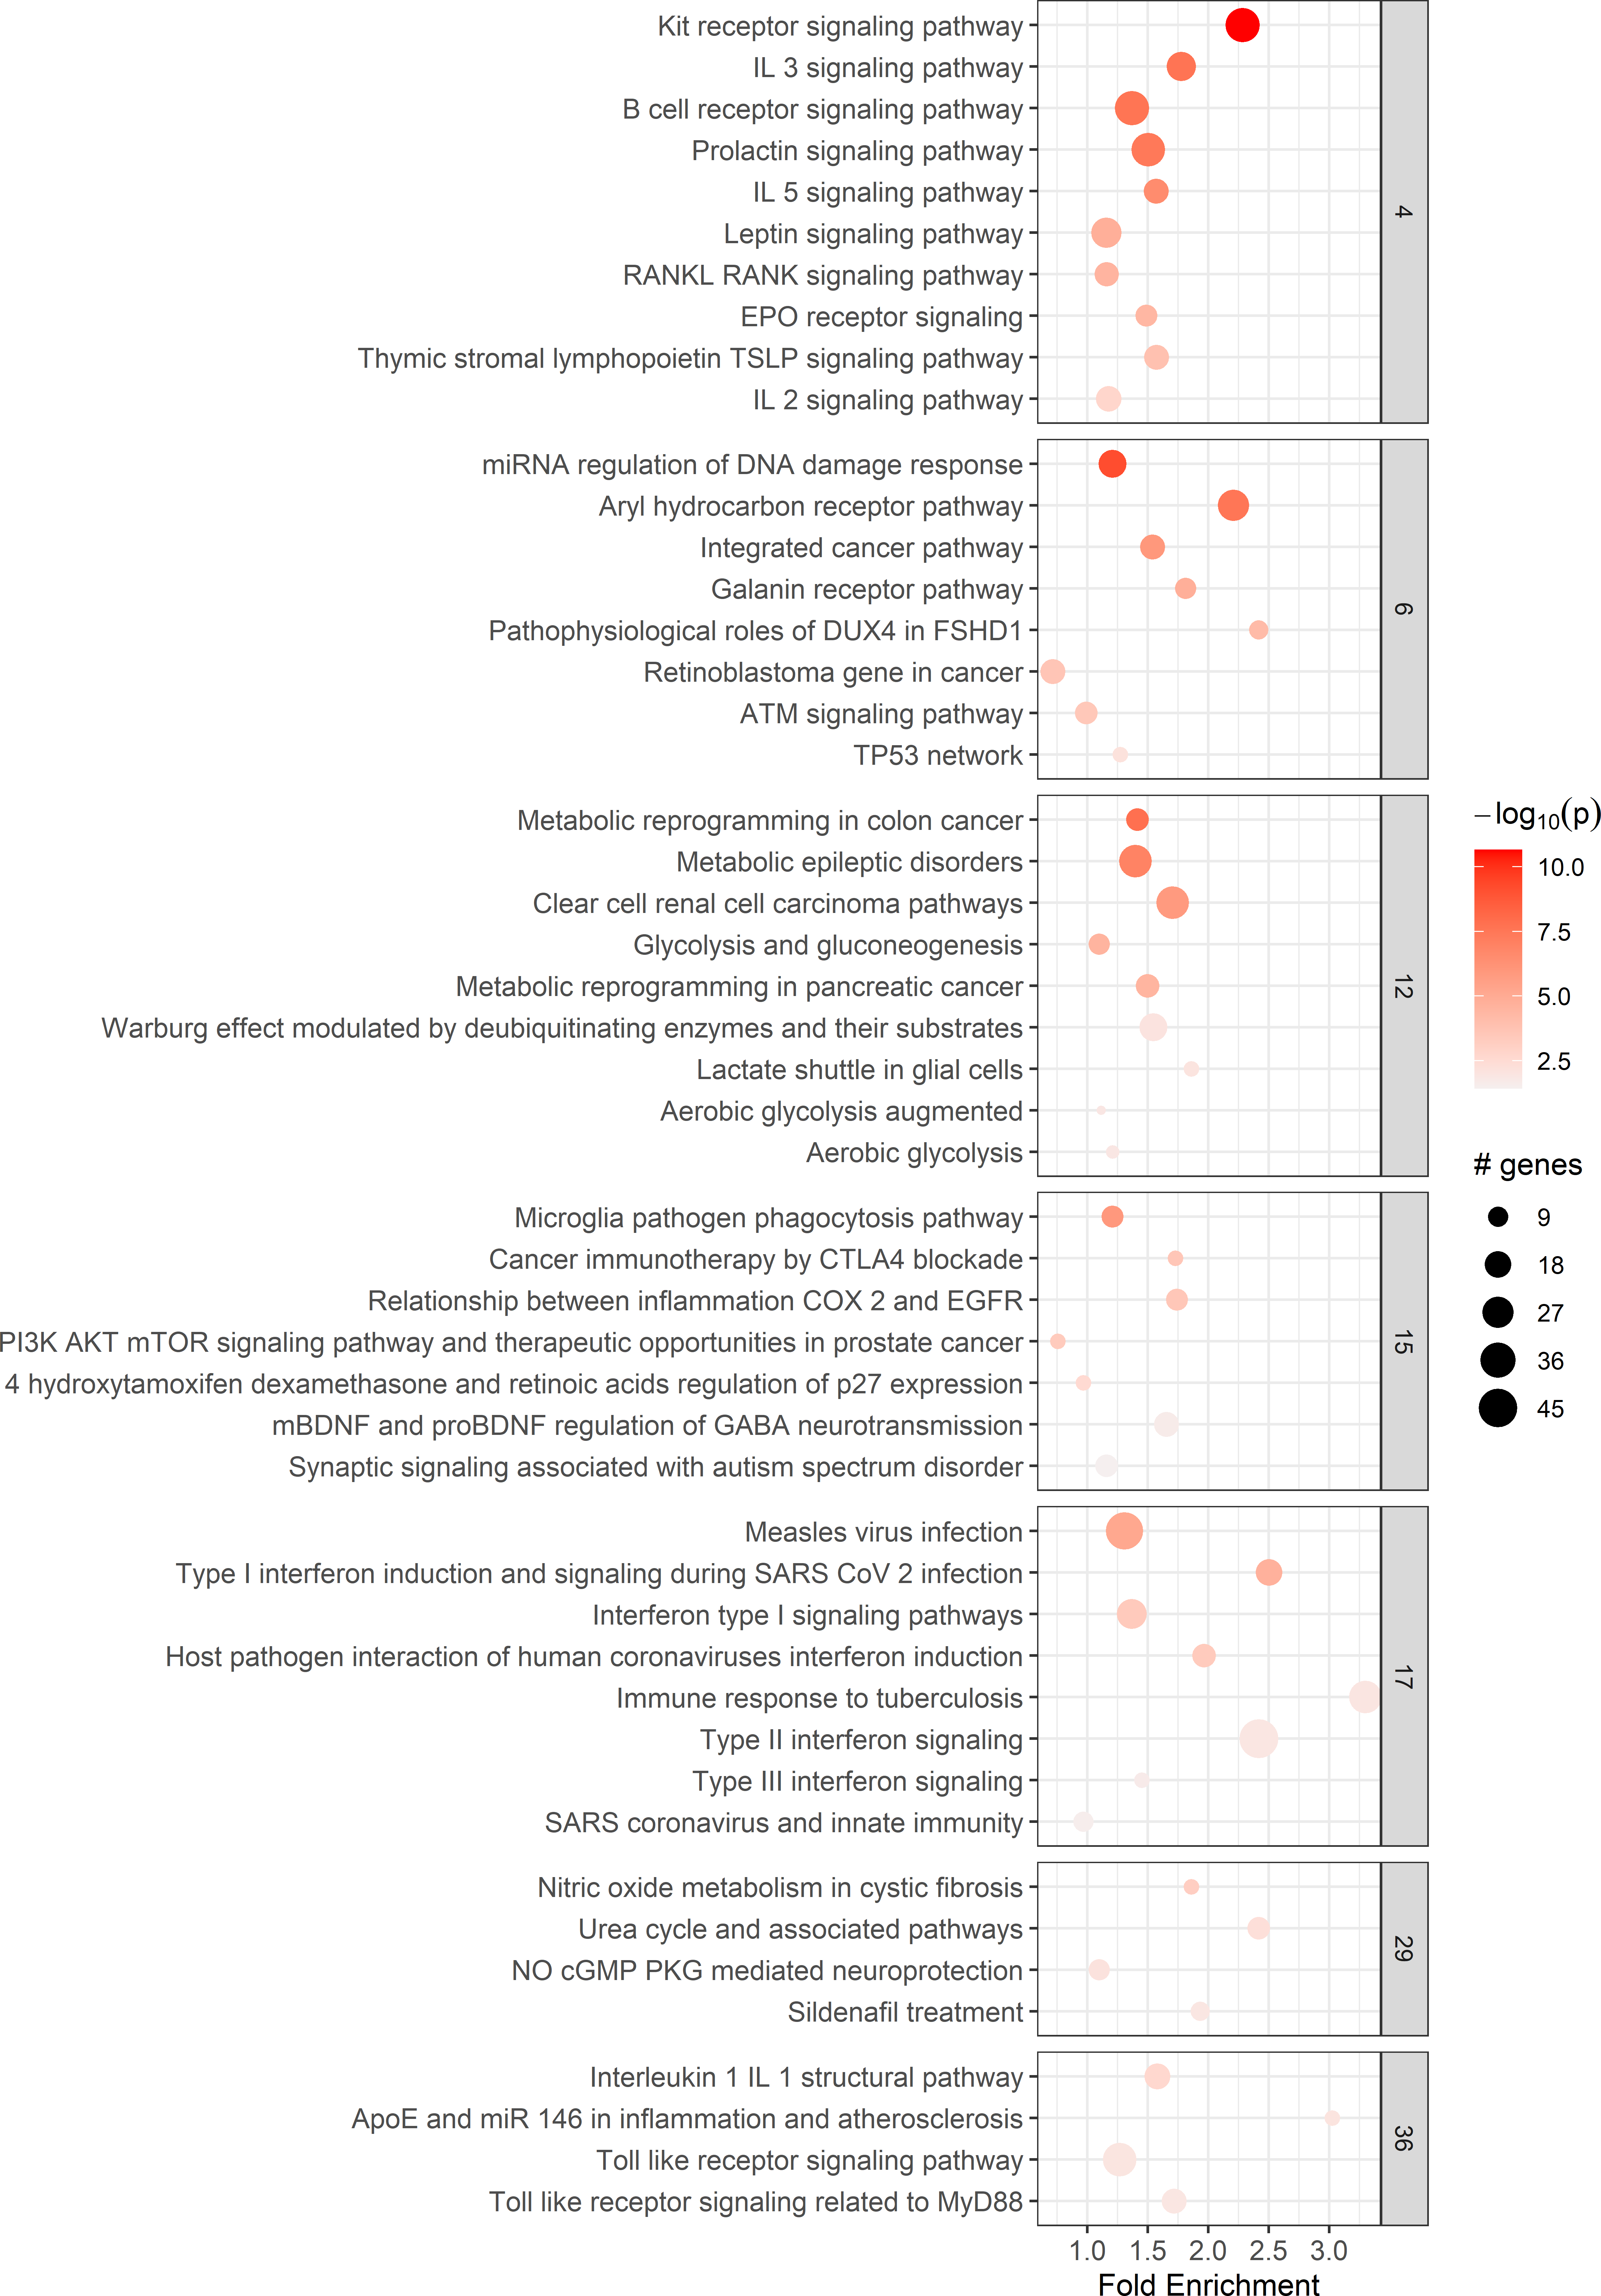 Kit receptor signaling pathway
IL 3 signaling pathway
B cell receptor signaling pathway
Prolactin signaling pathway
IL 5 signaling pathway
Leptin signaling pathway
RANKL RANK signaling pathway
EPO receptor signaling
Thymic stromal lymphopoietin TSLP signaling pathway
IL 2 signaling pathway
4
miRNA regulation of DNA damage response
Aryl hydrocarbon receptor pathway
Integrated cancer pathway
Galanin receptor pathway
Pathophysiological roles of DUX4 in FSHD1
Retinoblastoma gene in cancer
ATM signaling pathway
TP53 network
6
Metabolic reprogramming in colon cancer
Metabolic epileptic disorders
Clear cell renal cell carcinoma pathways
Glycolysis and gluconeogenesis
Metabolic reprogramming in pancreatic cancer
Warburg effect modulated by deubiquitinating enzymes and their substrates
Lactate shuttle in glial cells
Aerobic glycolysis augmented
Aerobic glycolysis
12
Microglia pathogen phagocytosis pathway
Cancer immunotherapy by CTLA4 blockade
Relationship between inflammation COX 2 and EGFR
PI3K AKT mTOR signaling pathway and therapeutic opportunities in prostate cancer
4 hydroxytamoxifen dexamethasone and retinoic acids regulation of p27 expression
mBDNF and proBDNF regulation of GABA neurotransmission
Synaptic signaling associated with autism spectrum disorder
15
Measles virus infection
Type I interferon induction and signaling during SARS CoV 2 infection
Interferon type I signaling pathways
Host pathogen interaction of human coronaviruses interferon induction
Immune response to tuberculosis
Type II interferon signaling
Type III interferon signaling
SARS coronavirus and innate immunity
17
Nitric oxide metabolism in cystic fibrosis
Urea cycle and associated pathways
NO cGMP PKG mediated neuroprotection
Sildenafil treatment
29
Interleukin 1 IL 1 structural pathway
ApoE and miR 146 in inflammation and atherosclerosis
Toll like receptor signaling pathway
Toll like receptor signaling related to MyD88
36
1.0 1.5 2.0 2.5 3.0
Fold Enrichment
−log₁₀(p)
10.0
7.5
5.0
2.5
# genes
9
18
27
36
45